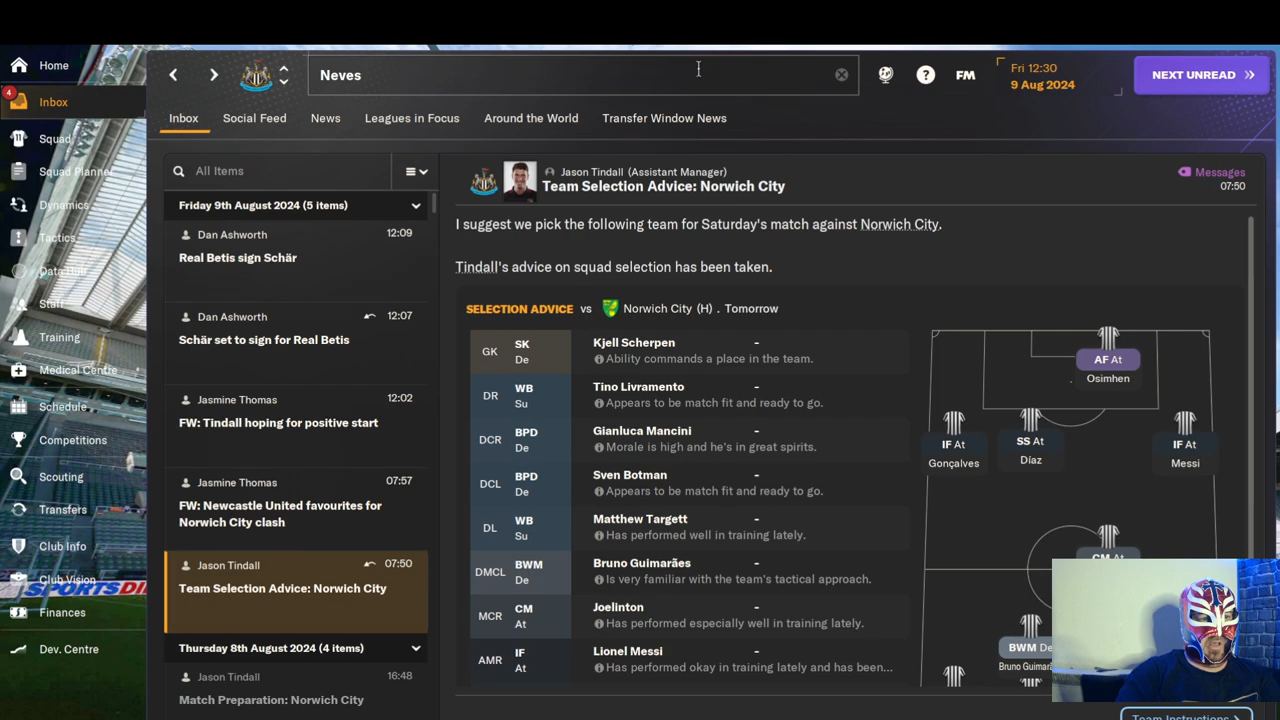 Neves
Fri 12:30
9 Aug 2024
NEXT UNREAD
?
FM
Home
4
Inbox
Squad
Squad Planner
Dynamics
Tactics
Data Hub
Staff
Training
Medical Centre
Schedule
Competitions
Scouting
Transfers
Club Info
Club Vision
Finances
Dev. Centre
SPORTS DI
Inbox
Social Feed
News
Leagues in Focus
Around the World
Transfer Window News
All Items
Friday 9th August 2024 (5 items)
Dan Ashworth 12:09
Real Betis sign Schär
Dan Ashworth 12:07
Schär set to sign for Real Betis
Jasmine Thomas 12:02
FW: Tindall hoping for positive start
Jasmine Thomas 07:57
FW: Newcastle United favourites for
Norwich City clash
Jason Tindall 07:50
Team Selection Advice: Norwich City
Thursday 8th August 2024 (4 items)
Jason Tindall 16:48
Match Preparation: Norwich City
Jason Tindall (Assistant Manager)
Team Selection Advice: Norwich City
Messages
07:50
I suggest we pick the following team for Saturday's match against Norwich City.
Tindall's advice on squad selection has been taken.
SELECTION ADVICE vs Norwich City (H) . Tomorrow
GK SK De Kjell Scherpen -
Ability commands a place in the team.
DR WB Su Tino Livramento -
Appears to be match fit and ready to go.
DCR BPD De Gianluca Mancini -
Morale is high and he's in great spirits.
DCL BPD De Sven Botman -
Appears to be match fit and ready to go.
DL WB Su Matthew Targett -
Has performed well in training lately.
DMCL BWM De Bruno Guimarães -
Is very familiar with the team's tactical approach.
MCR CM At Joelinton -
Has performed especially well in training lately.
AMR IF At Lionel Messi -
Has performed okay in training lately and has been...
AF At
Osimhen
IF At
Gonçalves
SS At
Díaz
IF At
Messi
CM At
BWM De
Bruno Guimarã
Team Instructions